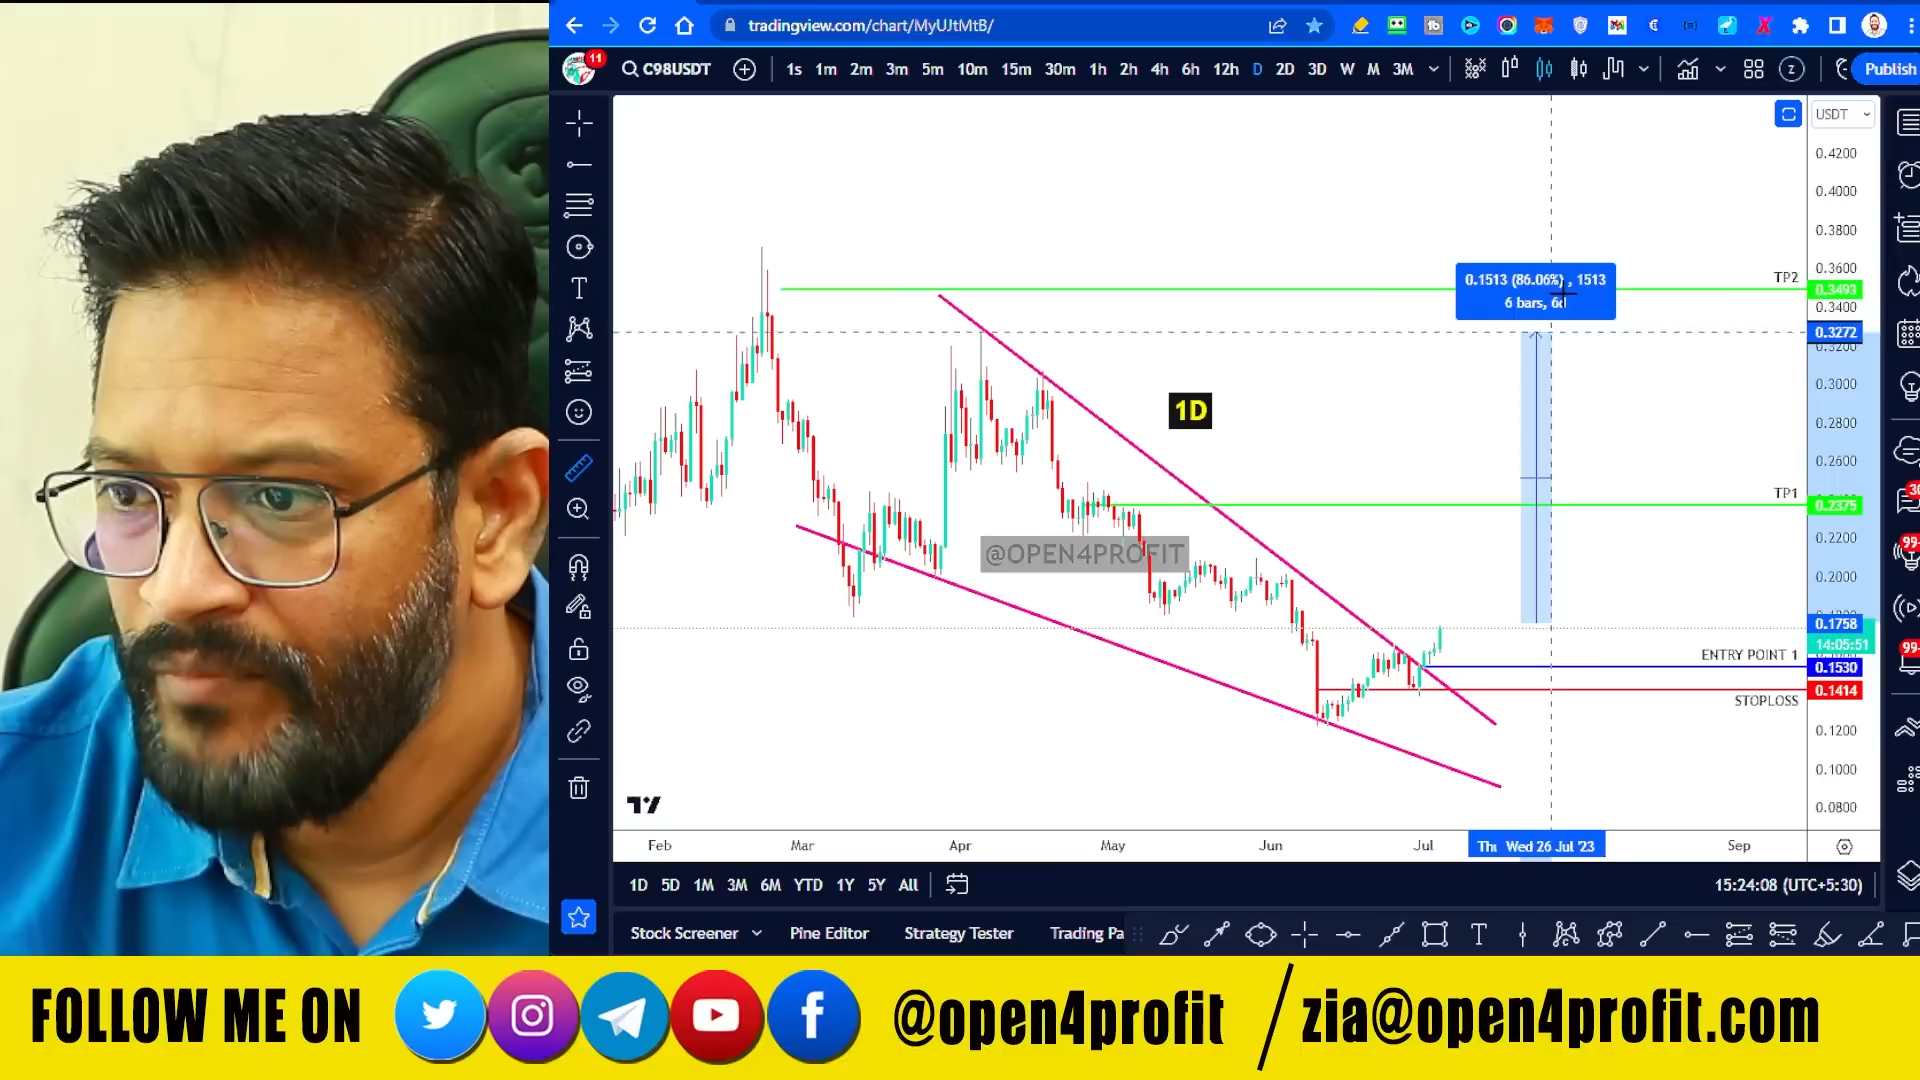 tradingview.com/chart/MyUJtMtB/
11
C98USDT
1s 1m 2m 3m 5m 10m 15m 30m 1h 2h 4h 6h 12h D 2D 3D W M 3M
Publish
USDT
0.4200
0.4000
0.3800
0.3600
TP2
0.3493
0.3400
0.3272
0.3200
0.1513 (86.06%) , 1513
6 bars, 6d
0.3000
0.2800
0.2600
1D
TP1
0.2375
@OPEN4PROFIT
0.2200
0.2000
0.1758
14:05:51
ENTRY POINT 1
0.1530
0.1414
STOPLOSS
0.1200
0.1000
0.0800
Feb Mar Apr May Jun Jul Thu Wed 26 Jul '23 Sep
1D 5D 1M 3M 6M YTD 1Y 5Y All
15:24:08 (UTC+5:30)
Stock Screener Pine Editor Strategy Tester Trading Pa
FOLLOW ME ON @open4profit / zia@open4profit.com